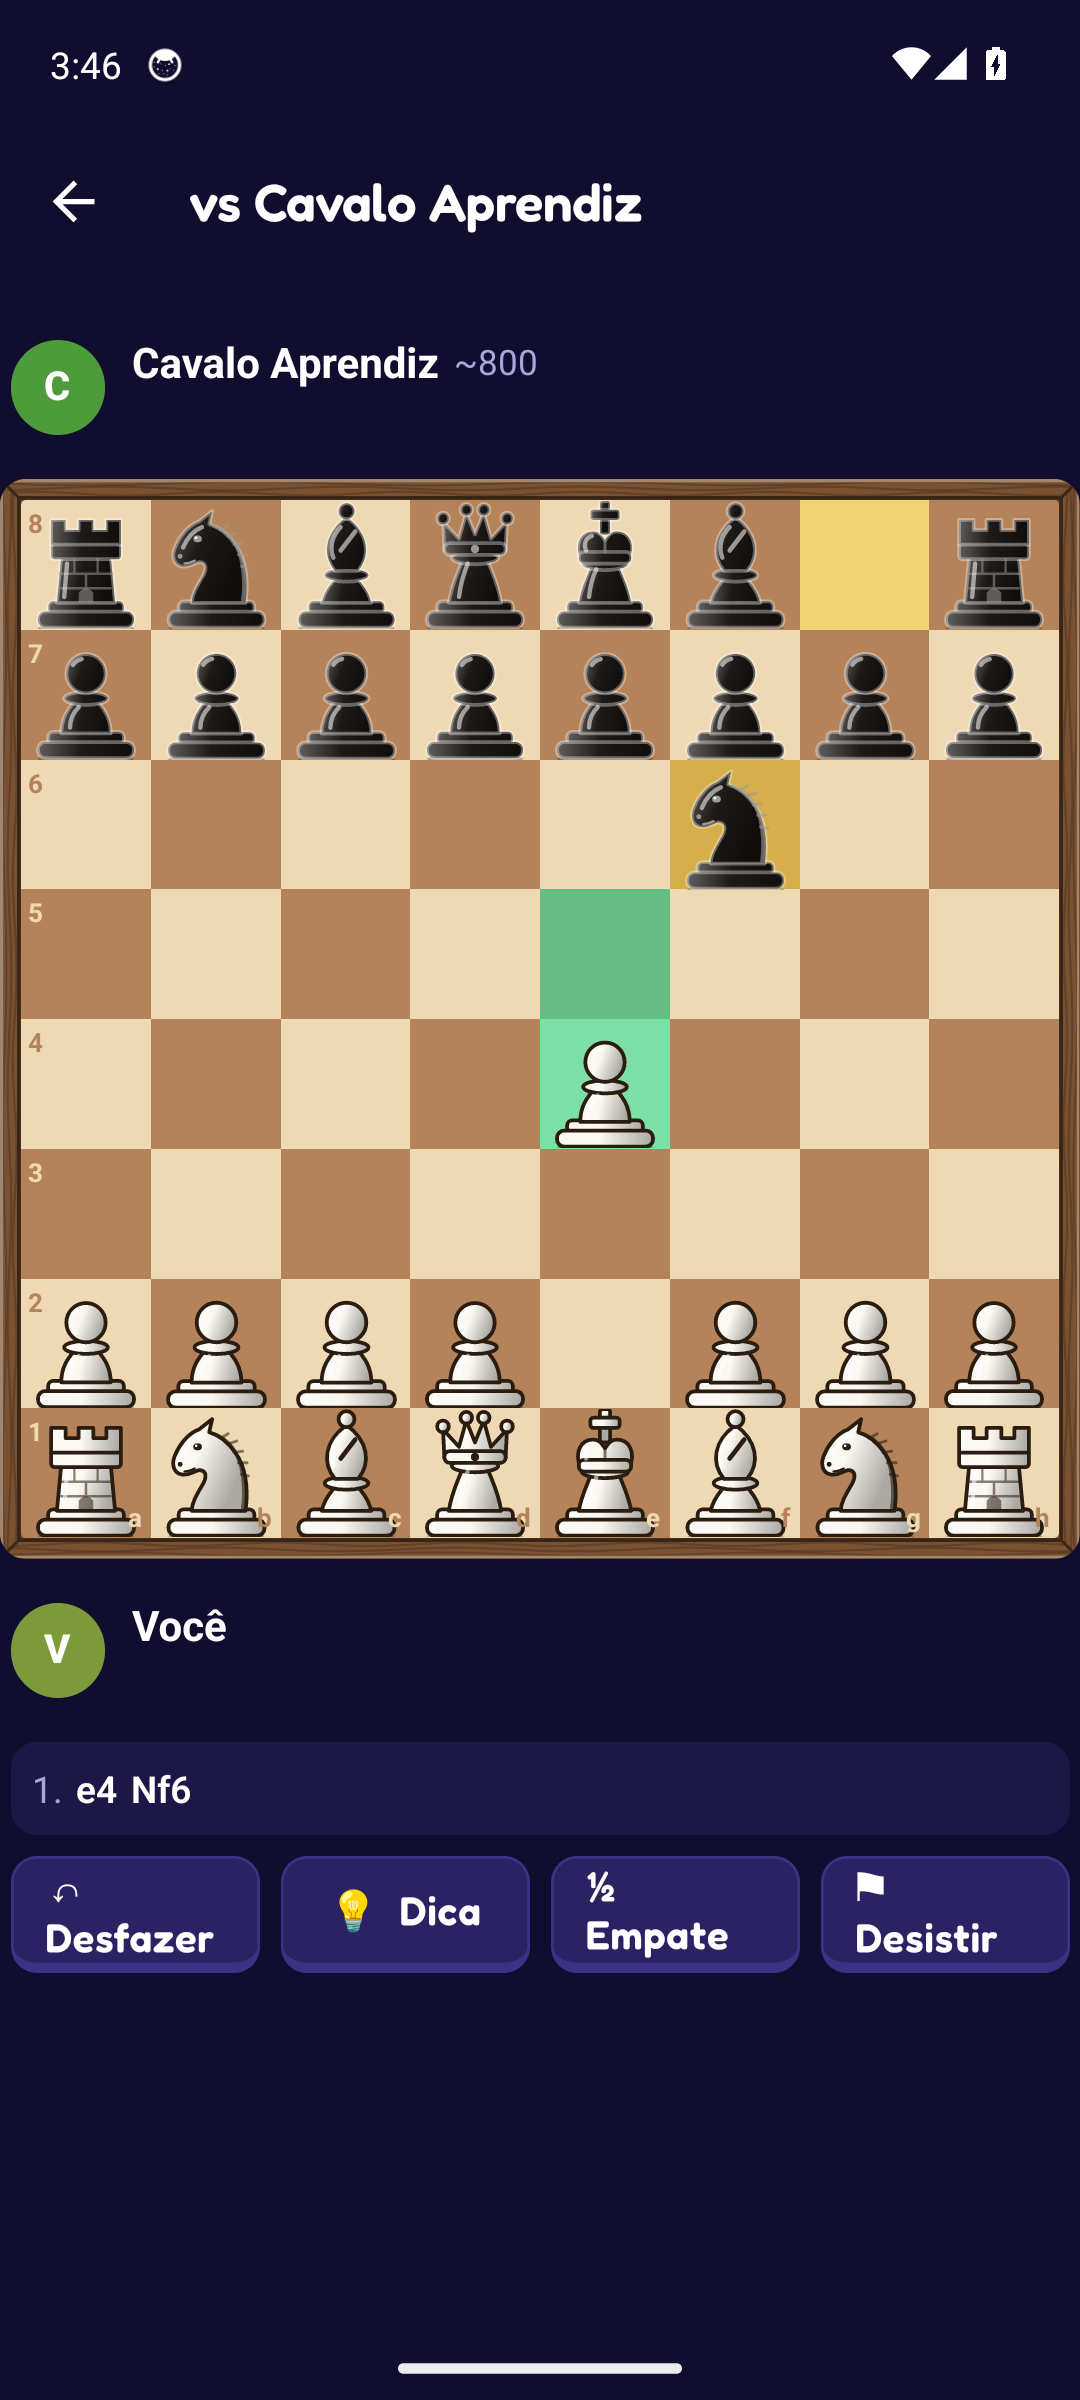 3:46
vs Cavalo Aprendiz
C
Cavalo Aprendiz ~800
8
7
6
5
4
3
2
1
a b c d e f g h
V
Você
1. e4 Nf6
Desfazer
Dica
½
Empate
Desistir